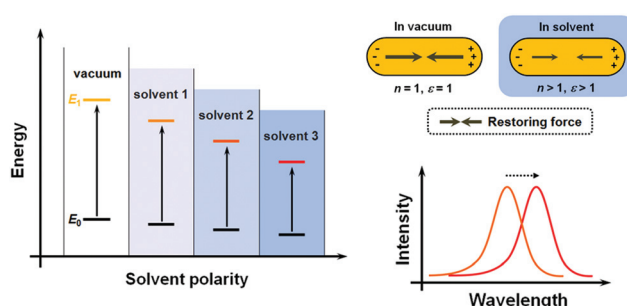 vacuum
E1
E0
solvent 1
solvent 2
solvent 3
Energy
Solvent polarity
In vacuum
- - -
+ + +
n = 1, ε = 1
In solvent
- - -
+ + +
n > 1, ε > 1
Restoring force
Intensity
Wavelength